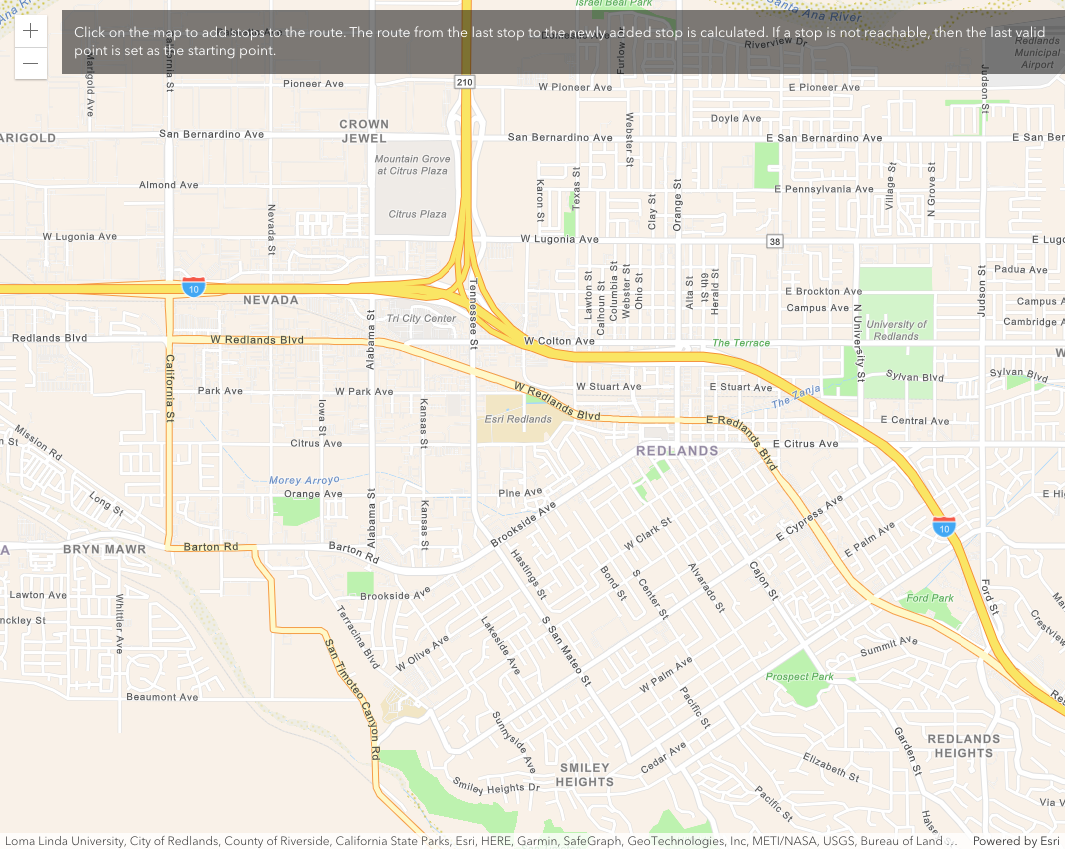 Israel Beal Park
Santa Ana River
Click on the map to add stops to the route. The route from the last stop to the newly added stop is calculated. If a stop is not reachable, then the last valid
point is set as the starting point.
Furlow
Riverview Dr
Redlands
Municipal
Airport
Marigold Ave
Judson St
210
Pioneer Ave
W Pioneer Ave
E Pioneer Ave
Doyle Ave
CROWN
JEWEL
ARIGOLD
San Bernardino Ave
San Bernardino Ave
E San Bernardino Ave
E San Ber
Webster St
Mountain Grove
at Citrus Plaza
Almond Ave
Karon St
Texas St
Clay St
Orange St
E Pennsylvania Ave
Village St
N Grove St
Citrus Plaza
Nevada St
W Lugonia Ave
W Lugonia Ave
38
E Lugo
Padua Ave
10
NEVADA
Tennessee St
Lawton St
Calhoun St
Columbia St
Webster St
Ohio St
Alta St
6th St
Herald St
E Brockton Ave
Campus Ave
Campus A
Judson St
Tri City Center
N University St
University of
Redlands
Cambridge A
Redlands Blvd
W Redlands Blvd
Alabama St
W Colton Ave
The Terrace
W
California St
Park Ave
W Park Ave
W Redlands Blvd
W Stuart Ave
E Stuart Ave
Sylvan Blvd
Sylvan Blvd
The Zanja
Iowa St
Kansas St
Esri Redlands
E Redlands Blvd
E Central Ave
Mission Rd
n St
Citrus Ave
E Citrus Ave
REDLANDS
Morey Arroyo
Orange Ave
Pine Ave
E Hi
Long St
Alabama St
Kansas St
Brookside Ave
W Clark St
E Cypress Ave
E Palm Ave
10
A
BRYN MAWR
Barton Rd
Barton Rd
Lawton Ave
Whittier Ave
Brookside Ave
Hastings St
Bond St
S Center St
Alvarado St
Cajon St
Ford Park
Ford St
nckley St
Terracina Blvd
W Olive Ave
Lakeside Ave
S San Mateo St
Summit Ave
Crestview
San Timoteo Canyon Rd
W Palm Ave
Prospect Park
Beaumont Ave
Pacific St
Sunnyside Ave
Garden St
REDLANDS
HEIGHTS
Cedar Ave
SMILEY
HEIGHTS
Elizabeth St
Smiley Heights Dr
Pacific St
Via V
Loma Linda University, City of Redlands, County of Riverside, California State Parks, Esri, HERE, Garmin, SafeGraph, GeoTechnologies, Inc, METI/NASA, USGS, Bureau of Land ...
Powered by Esri